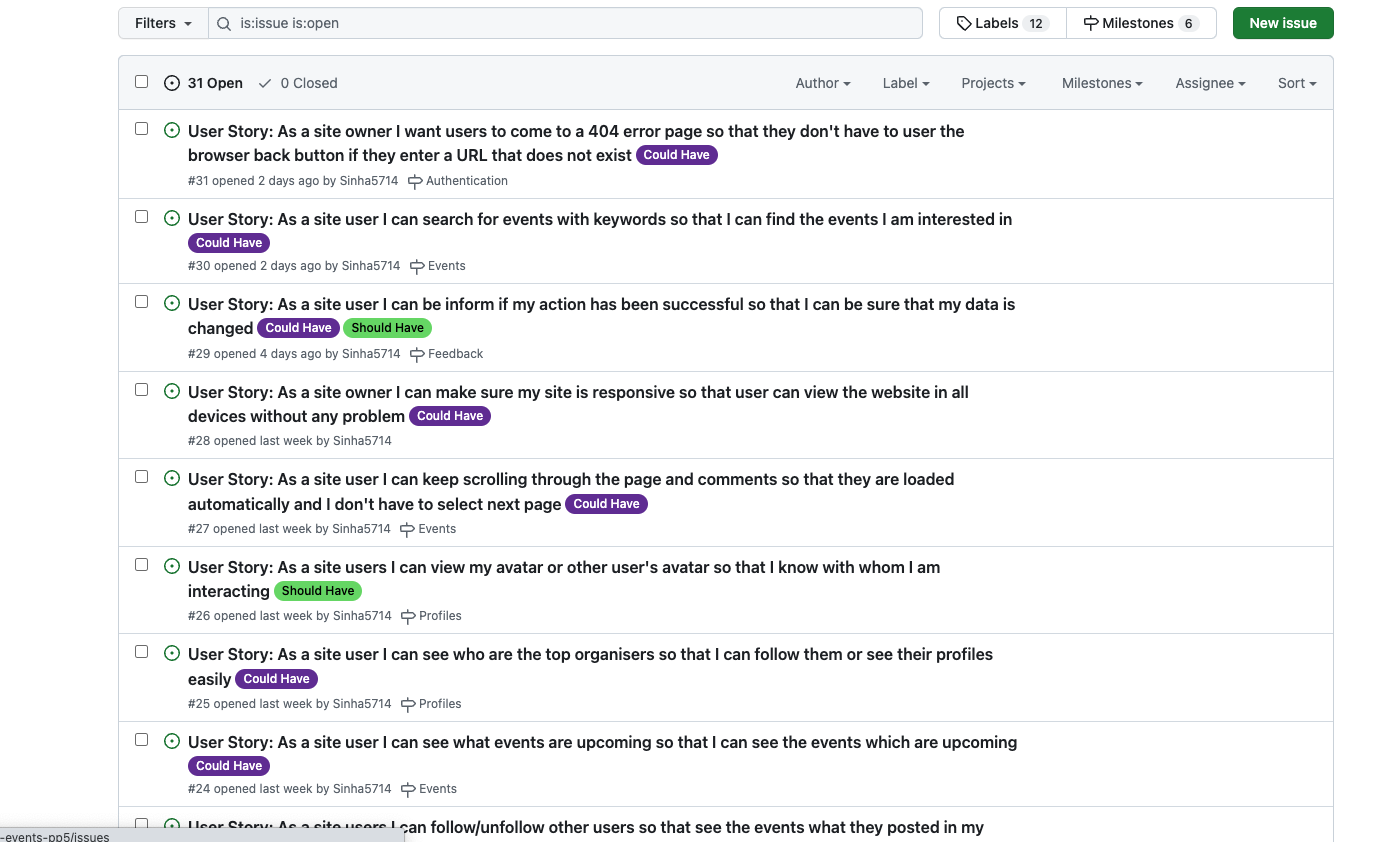 Filters
is:issue is:open
Labels 12
Milestones 6
New issue
31 Open
0 Closed
Author
Label
Projects
Milestones
Assignee
Sort
User Story: As a site owner I want users to come to a 404 error page so that they don't have to user the
browser back button if they enter a URL that does not exist Could Have
#31 opened 2 days ago by Sinha5714 Authentication
User Story: As a site user I can search for events with keywords so that I can find the events I am interested in
Could Have
#30 opened 2 days ago by Sinha5714 Events
User Story: As a site user I can be inform if my action has been successful so that I can be sure that my data is
changed Could Have Should Have
#29 opened 4 days ago by Sinha5714 Feedback
User Story: As a site owner I can make sure my site is responsive so that user can view the website in all
devices without any problem Could Have
#28 opened last week by Sinha5714
User Story: As a site user I can keep scrolling through the page and comments so that they are loaded
automatically and I don't have to select next page Could Have
#27 opened last week by Sinha5714 Events
User Story: As a site users I can view my avatar or other user's avatar so that I know with whom I am
interacting Should Have
#26 opened last week by Sinha5714 Profiles
User Story: As a site user I can see who are the top organisers so that I can follow them or see their profiles
easily Could Have
#25 opened last week by Sinha5714 Profiles
User Story: As a site user I can see what events are upcoming so that I can see the events which are upcoming
Could Have
#24 opened last week by Sinha5714 Events
User Story: As a site users I can follow/unfollow other users so that see the events what they posted in my
-events-pp5/issues